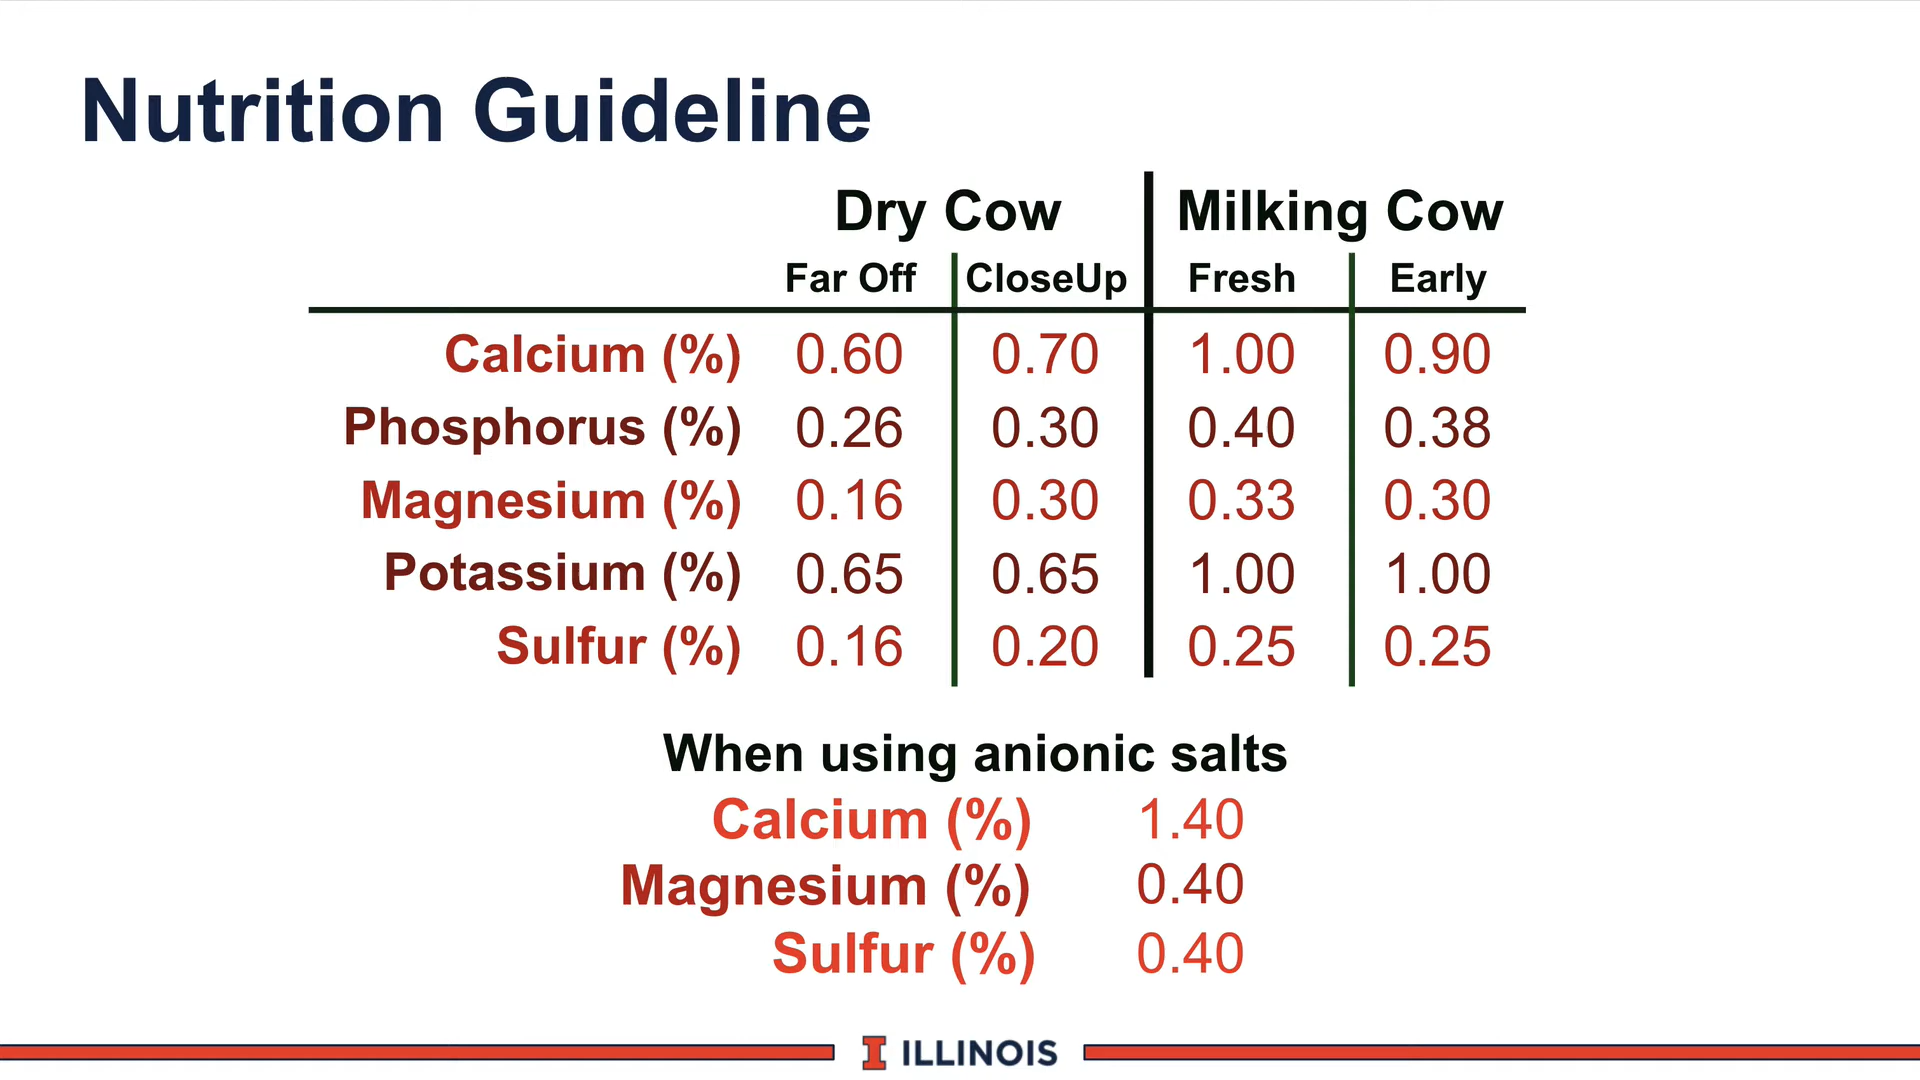 Nutrition Guideline
Dry Cow Milking Cow
Far Off CloseUp Fresh Early
Calcium (%) 0.60 0.70 1.00 0.90
Phosphorus (%) 0.26 0.30 0.40 0.38
Magnesium (%) 0.16 0.30 0.33 0.30
Potassium (%) 0.65 0.65 1.00 1.00
Sulfur (%) 0.16 0.20 0.25 0.25
When using anionic salts
Calcium (%) 1.40
Magnesium (%) 0.40
Sulfur (%) 0.40
I ILLINOIS